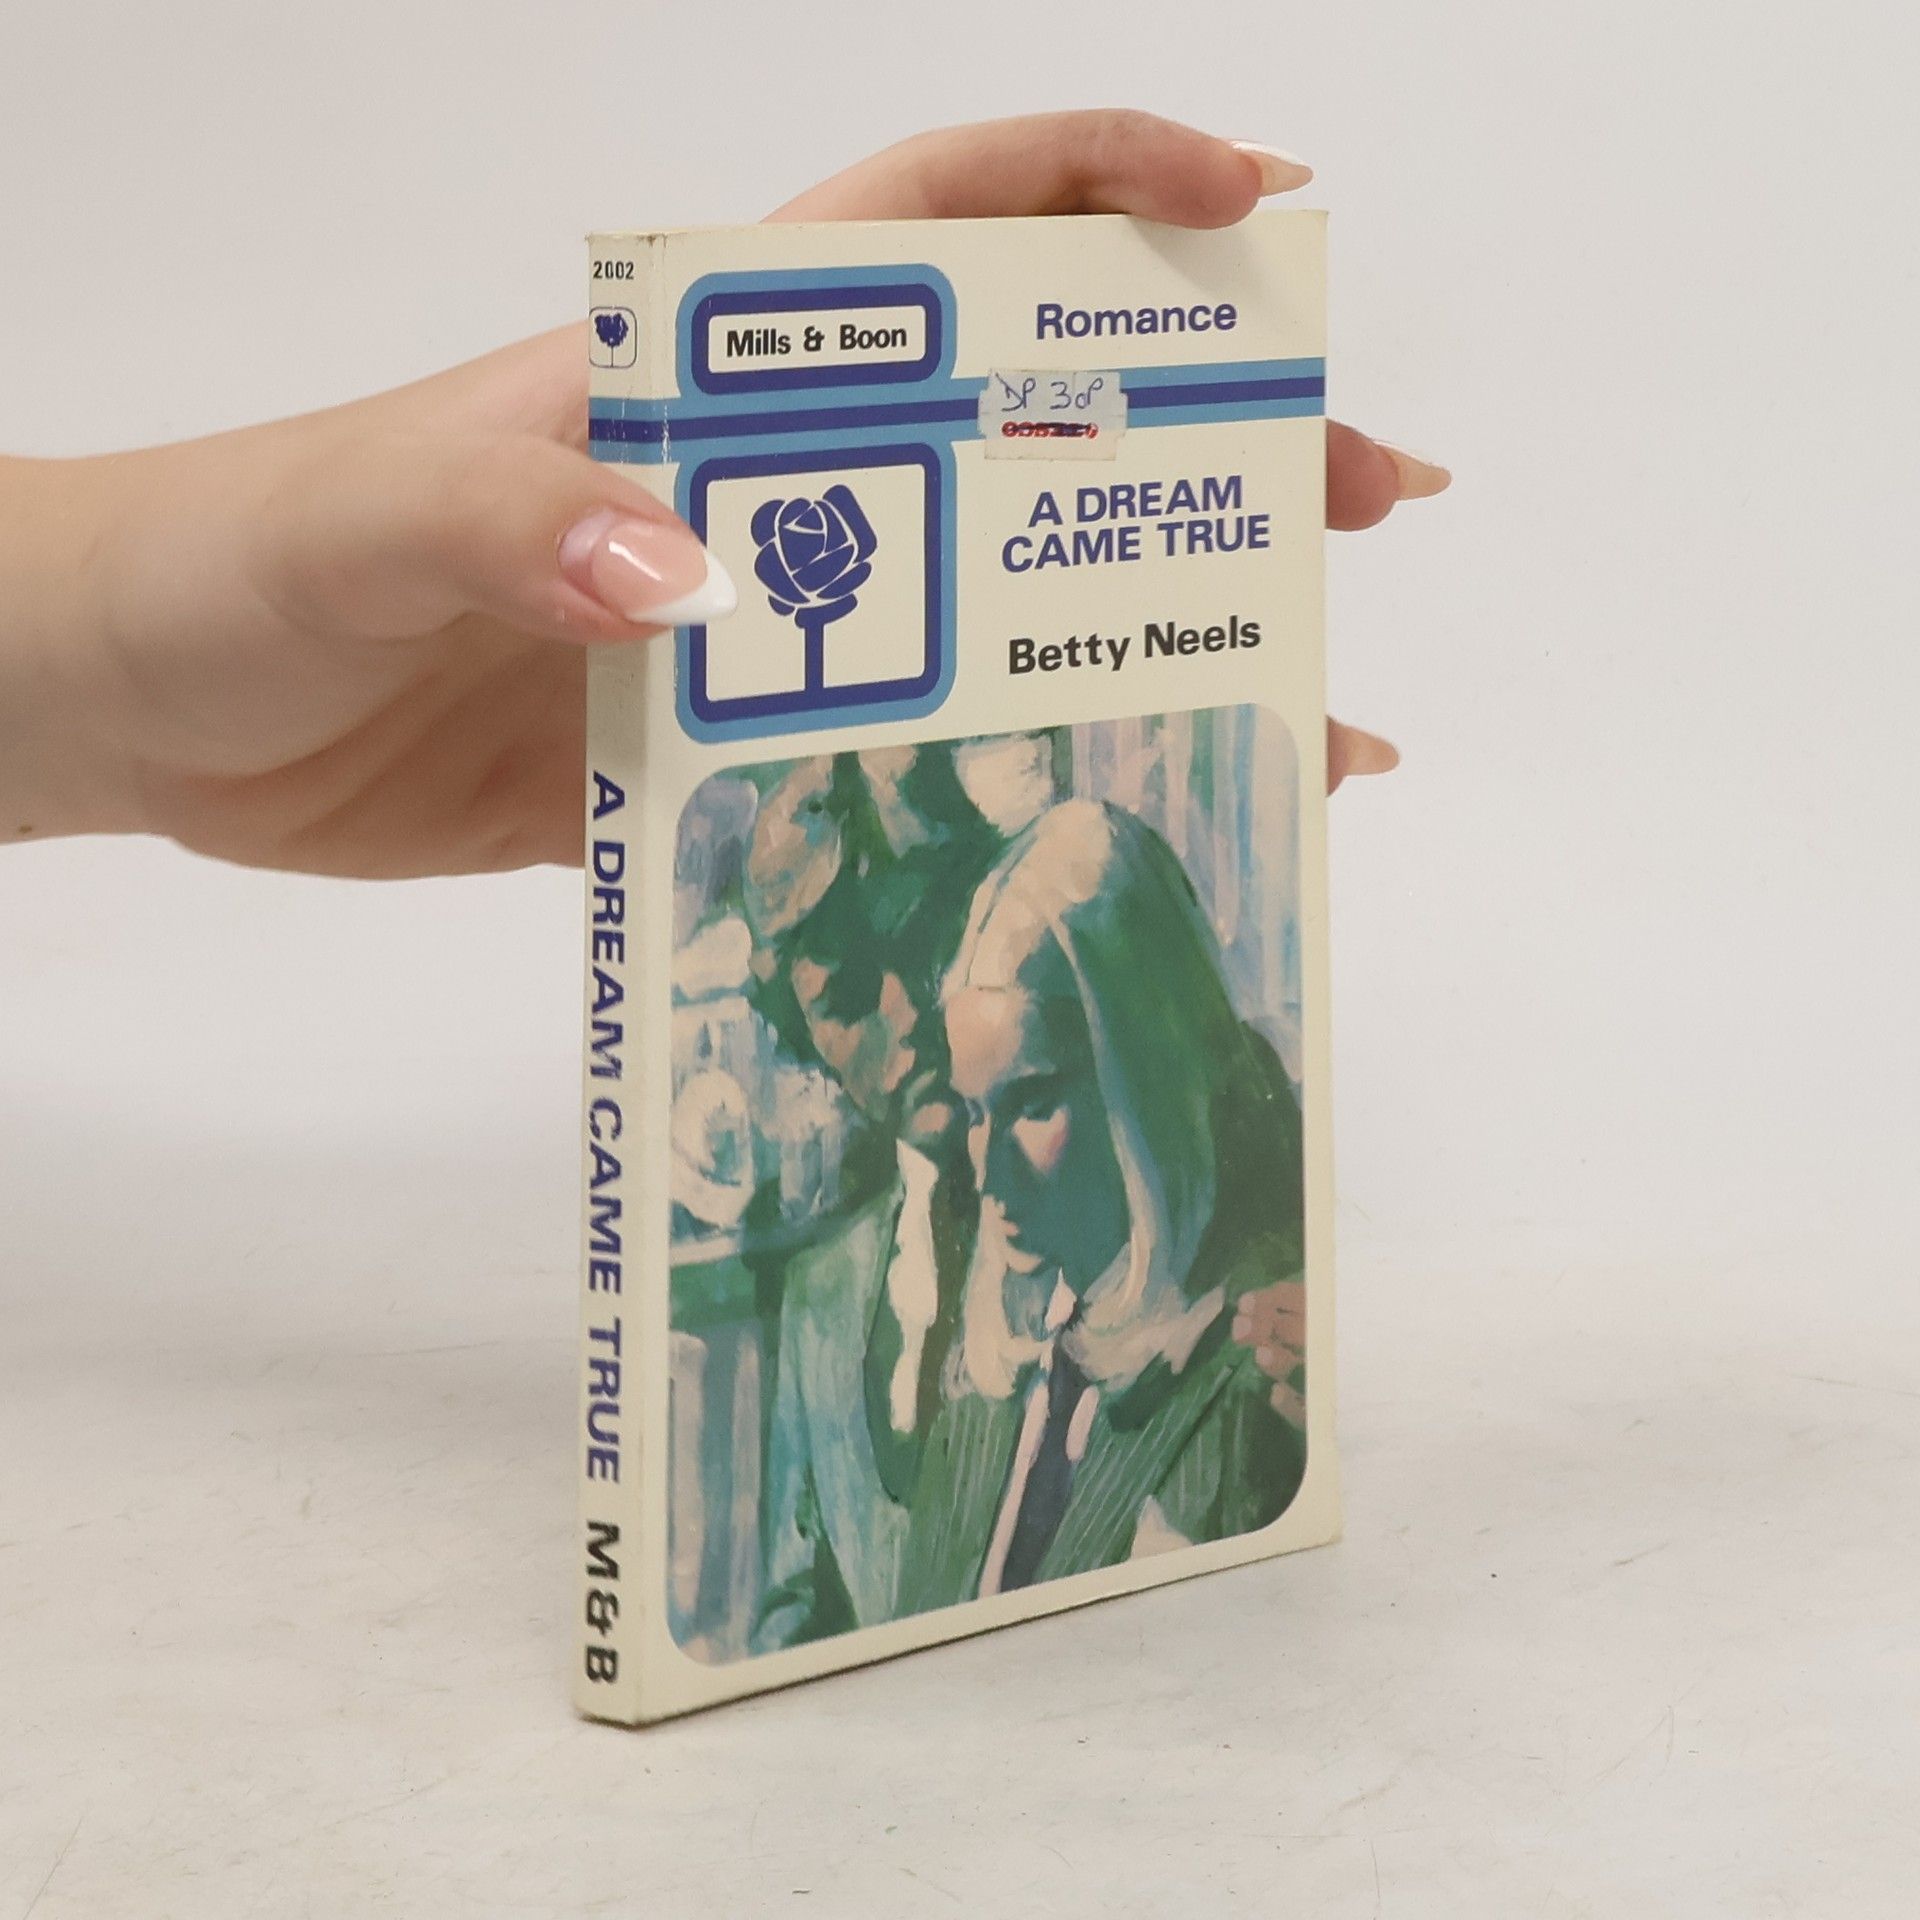 2002
Mills & Boon
Romance
DP 30P
A DREAM
CAME TRUE
Betty Neels
A DREAM CAME TRUE M&B